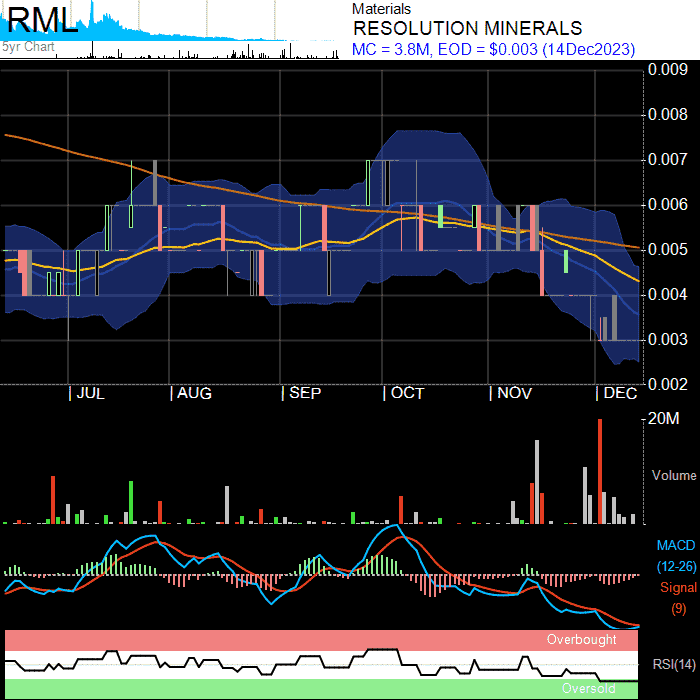 RML
5yr Chart
Materials
RESOLUTION MINERALS
MC = 3.8M, EOD = $0.003 (14Dec2023)
0.009
0.008
0.007
0.006
0.005
0.004
0.003
0.002
JUL AUG SEP OCT NOV DEC
20M
Volume
MACD
(12-26)
Signal
(9)
Overbought
RSI(14)
Oversold